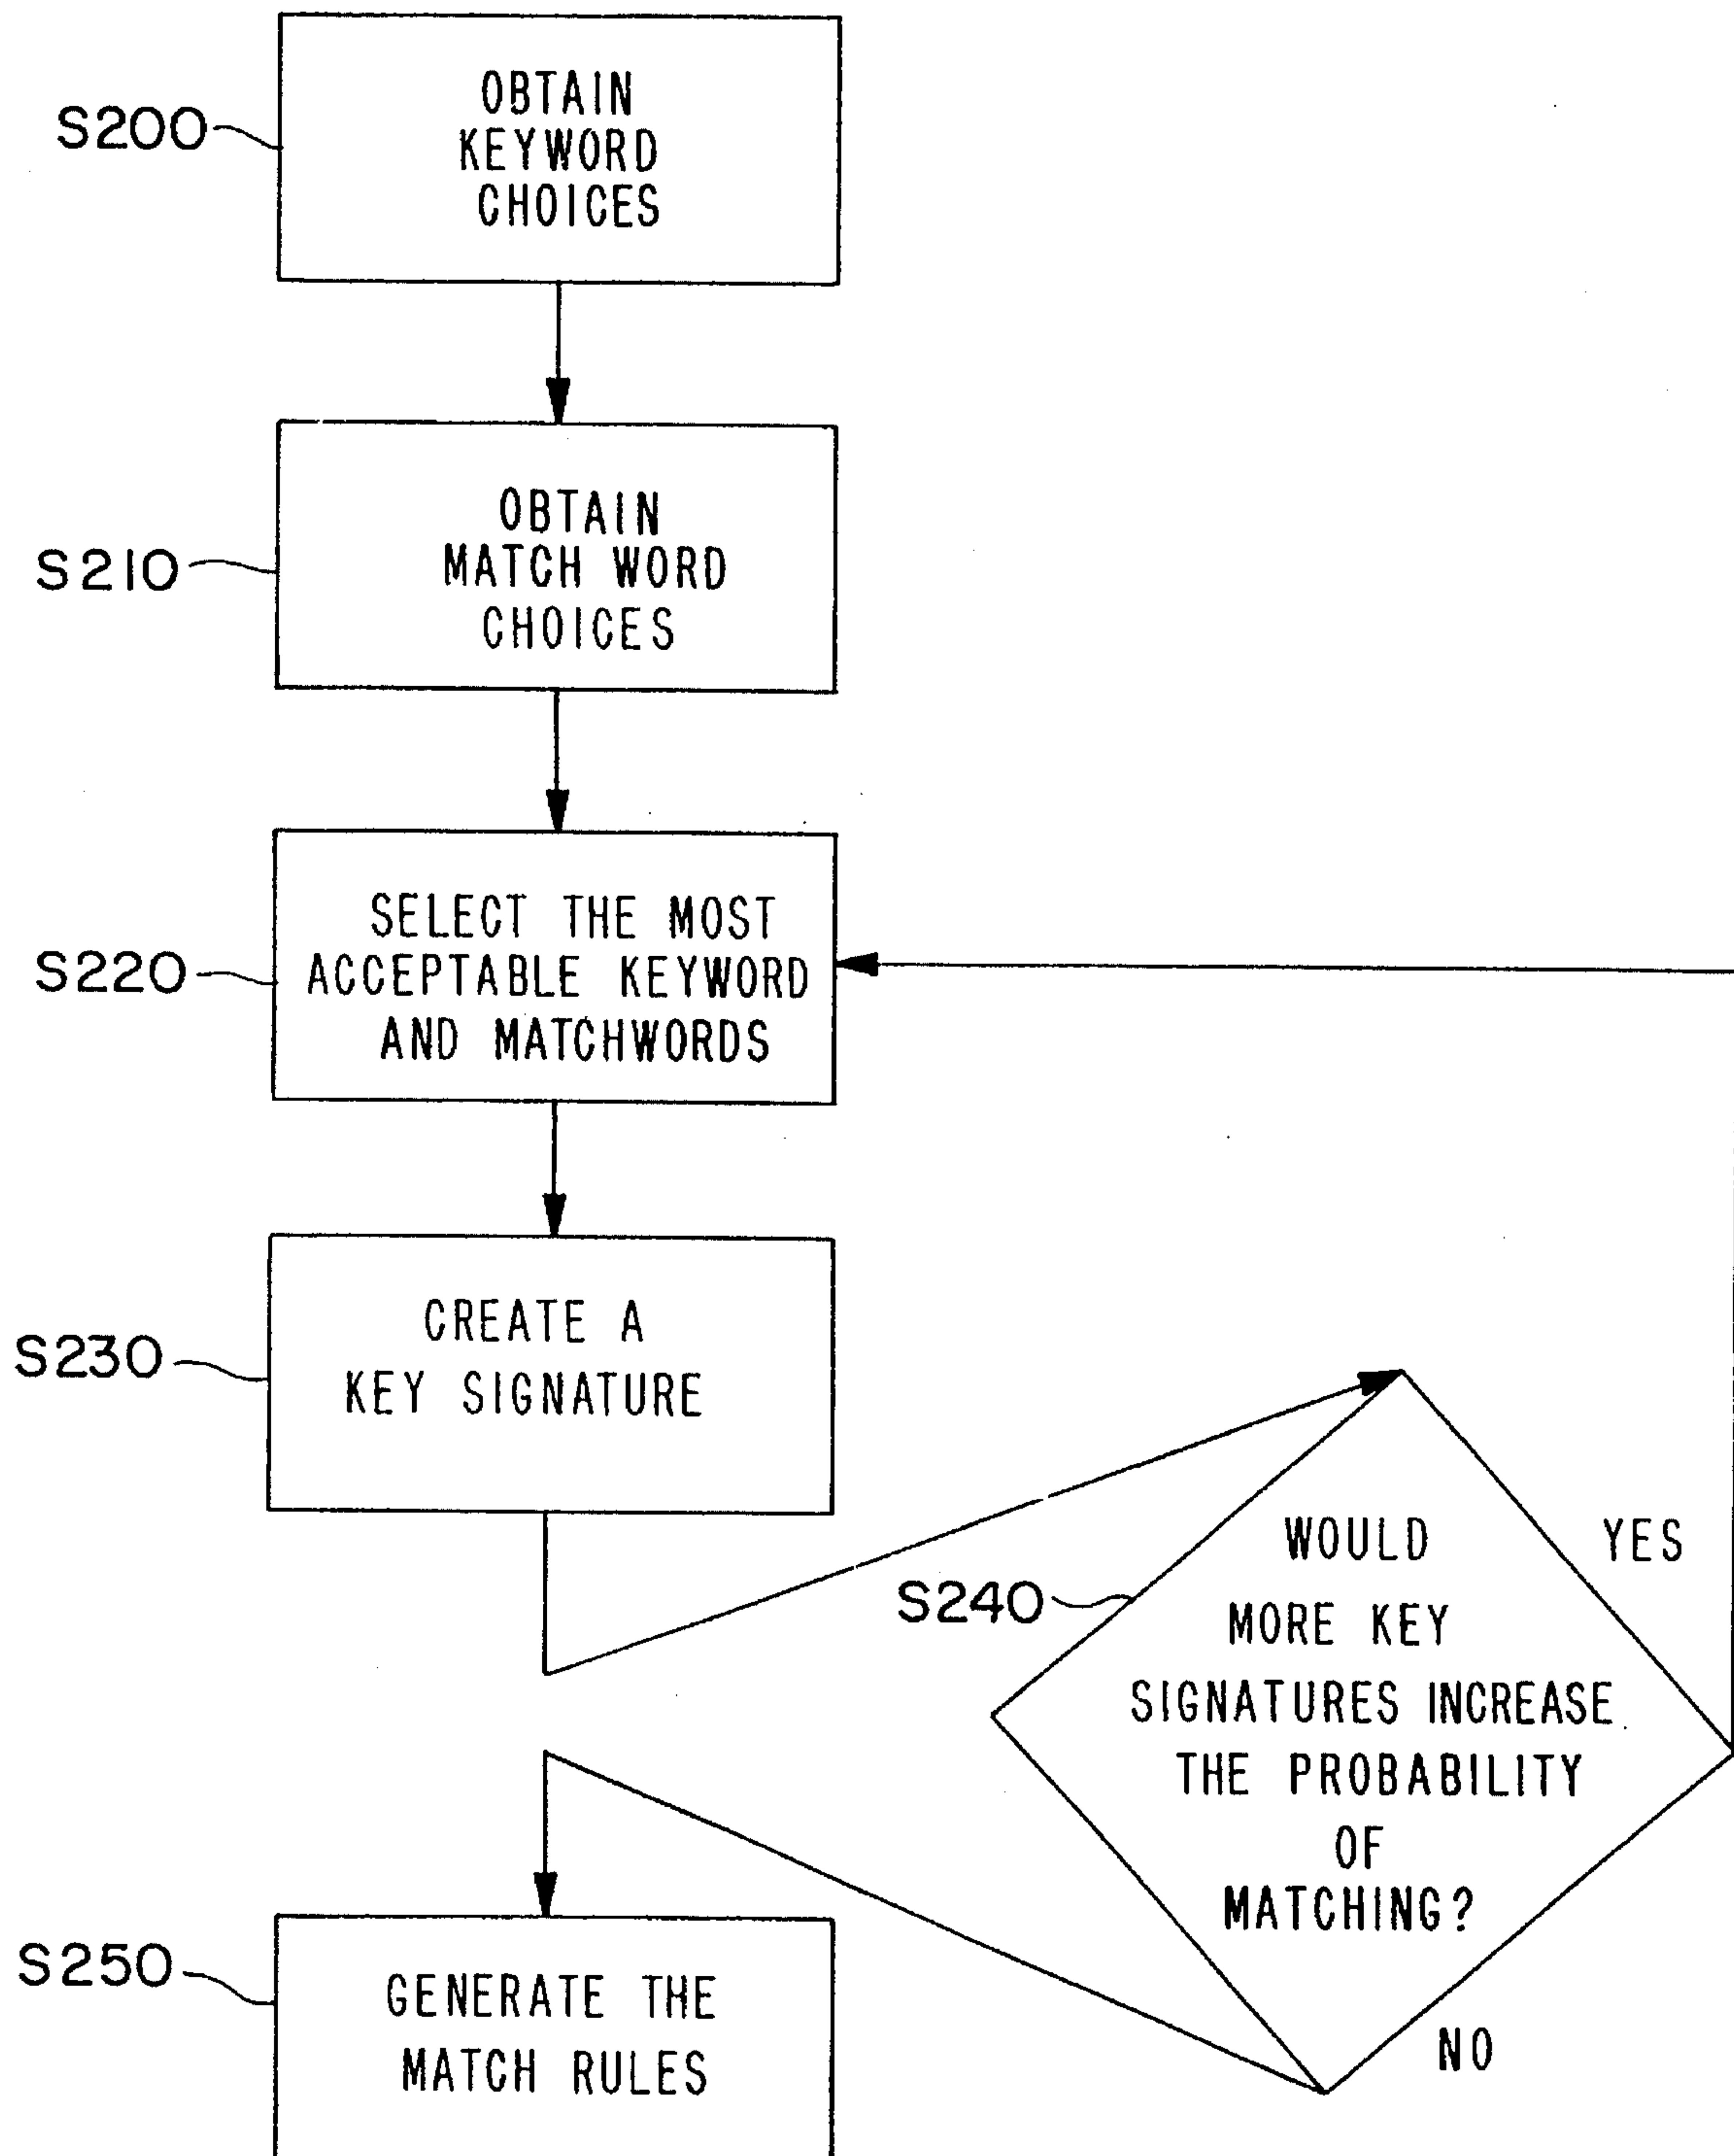 S200
OBTAIN
KEYWORD
CHOICES
S210
OBTAIN
MATCH WORD
CHOICES
S220
SELECT THE MOST
ACCEPTABLE KEYWORD
AND MATCHWORDS
S230
CREATE A
KEY SIGNATURE
S240
WOULD
MORE KEY
SIGNATURES INCREASE
THE PROBABILITY
OF
MATCHING?
YES
NO
S250
GENERATE THE
MATCH RULES